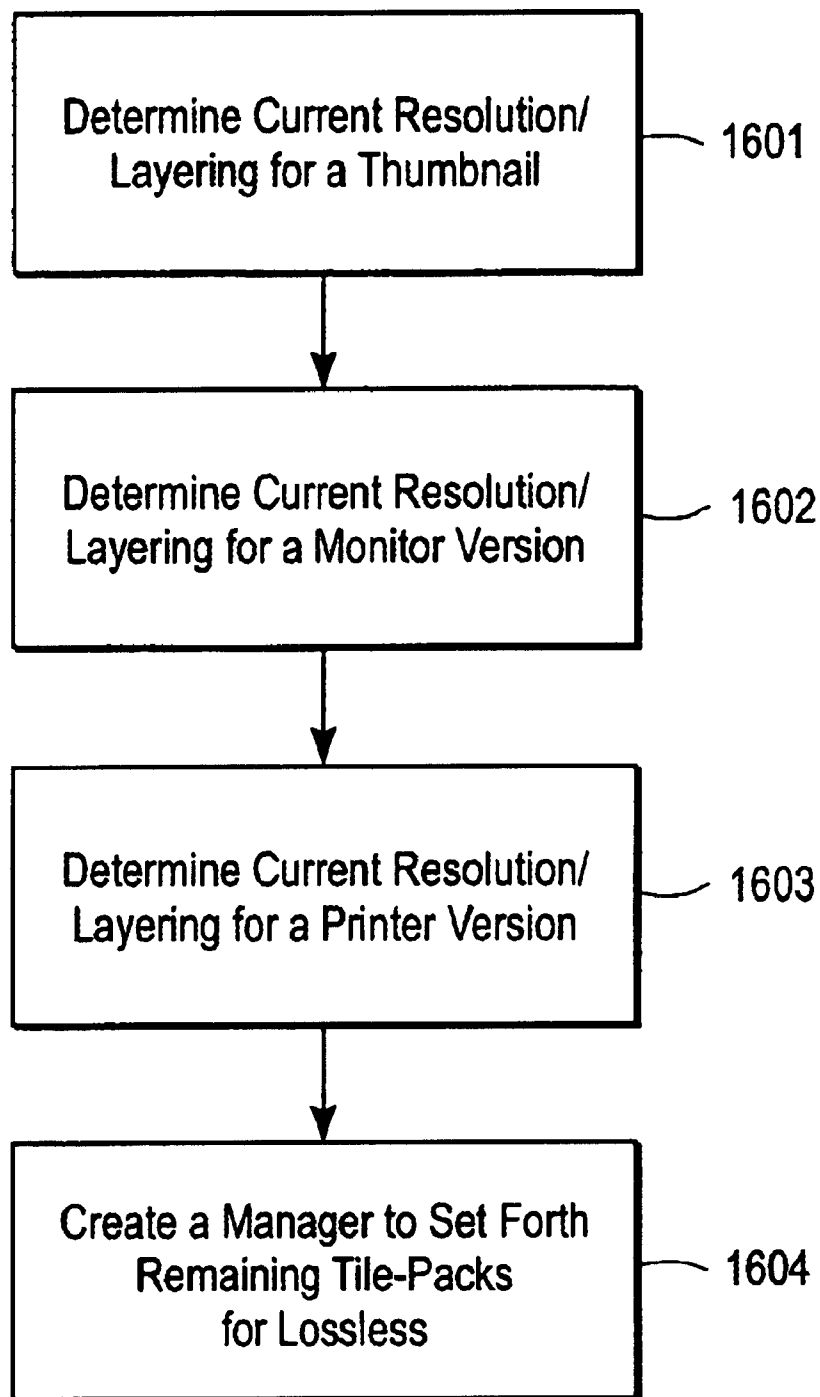 Determine Current Resolution/
Layering for a Thumbnail
1601
Determine Current Resolution/
Layering for a Monitor Version
1602
Determine Current Resolution/
Layering for a Printer Version
1603
Create a Manager to Set Forth
Remaining Tile-Packs
for Lossless
1604